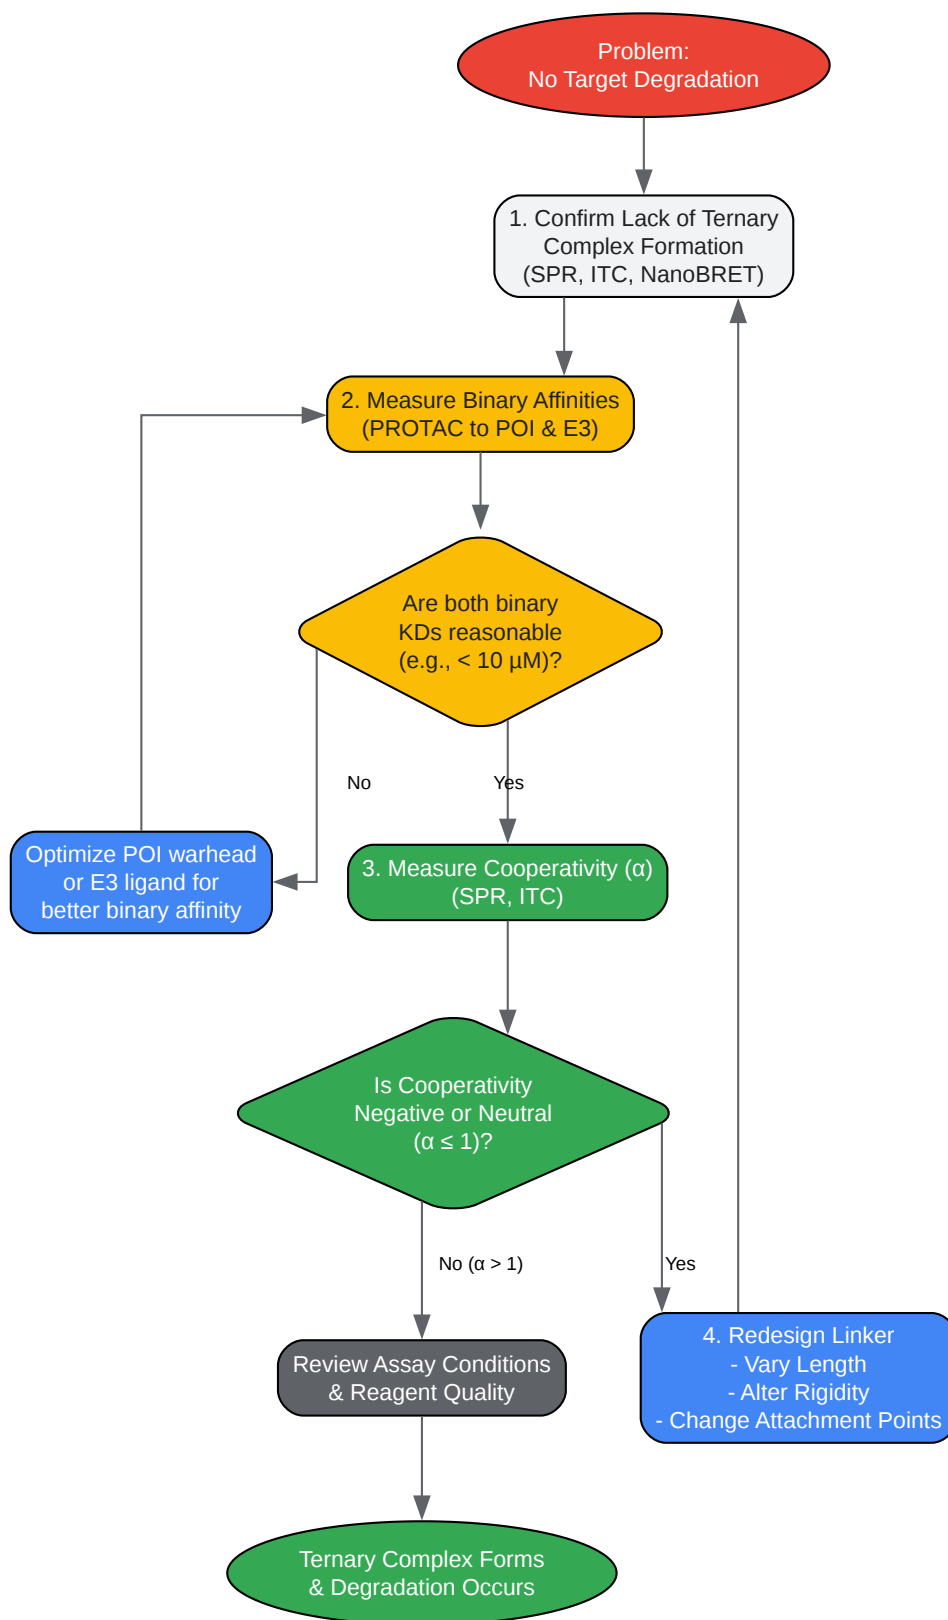 Problem:
No Target Degradation
1. Confirm Lack of Ternary
Complex Formation
(SPR, ITC, NanoBRET)
2. Measure Binary Affinities
(PROTAC to POI & E3)
Are both binary
KDs reasonable
(e.g., < 10 µM)?
No
Yes
Optimize POI warhead
or E3 ligand for
better binary affinity
3. Measure Cooperativity (α)
(SPR, ITC)
Is Cooperativity
Negative or Neutral
(α ≤ 1)?
No (α > 1)
Yes
Review Assay Conditions
& Reagent Quality
4. Redesign Linker
- Vary Length
- Alter Rigidity
- Change Attachment Points
Ternary Complex Forms
& Degradation Occurs